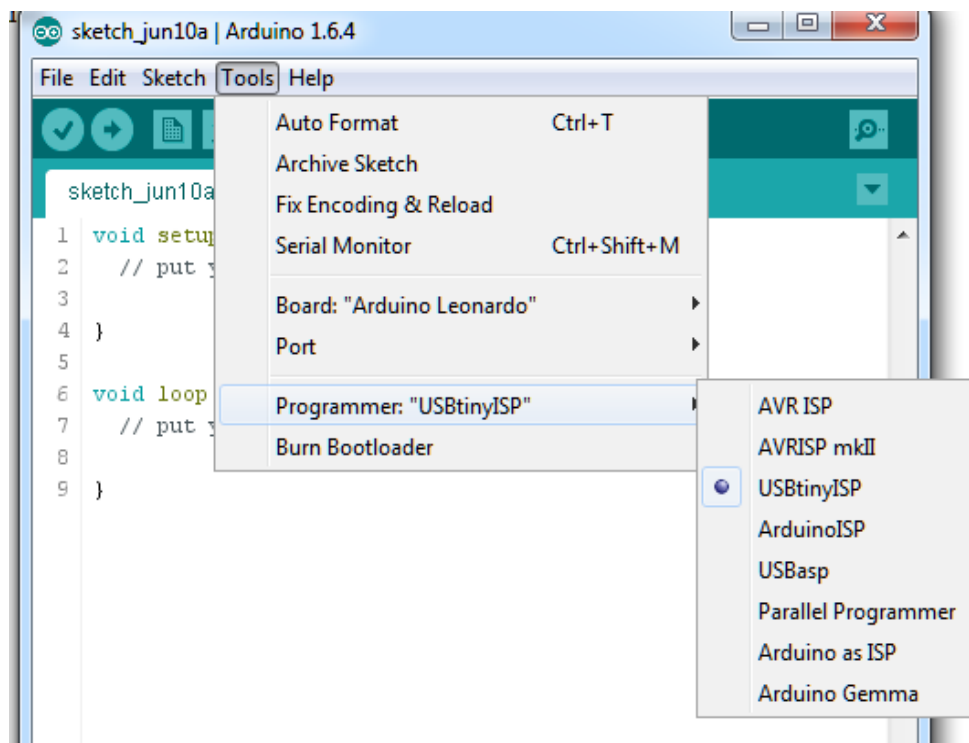 sketch_jun10a | Arduino 1.6.4
File Edit Sketch Tools Help
Auto Format Ctrl+T
Archive Sketch
Fix Encoding & Reload
Serial Monitor Ctrl+Shift+M
Board: "Arduino Leonardo"
Port
Programmer: "USBtinyISP"
Burn Bootloader
AVR ISP
AVRISP mkII
USBtinyISP
ArduinoISP
USBasp
Parallel Programmer
Arduino as ISP
Arduino Gemma
sketch_jun10a
1 void setup
2 // put
3
4 }
5
6 void loop
7 // put
8
9 }